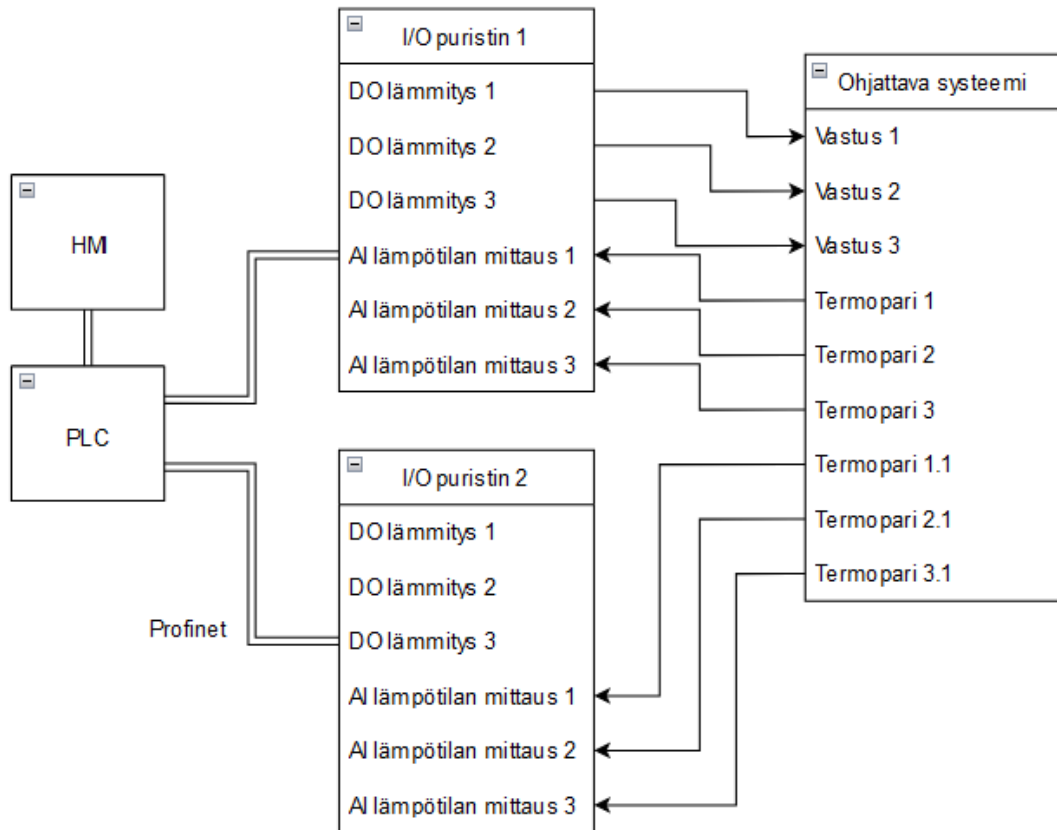 I/O puristin 1
DO lämmitys 1
DO lämmitys 2
DO lämmitys 3
AI lämpötilan mittaus 1
AI lämpötilan mittaus 2
AI lämpötilan mittaus 3
Ohjattava systeemi
Vastus 1
Vastus 2
Vastus 3
Termopari 1
Termopari 2
Termopari 3
Termopari 1.1
Termopari 2.1
Termopari 3.1
HMI
PLC
Profinet
I/O puristin 2
DO lämmitys 1
DO lämmitys 2
DO lämmitys 3
AI lämpötilan mittaus 1
AI lämpötilan mittaus 2
AI lämpötilan mittaus 3